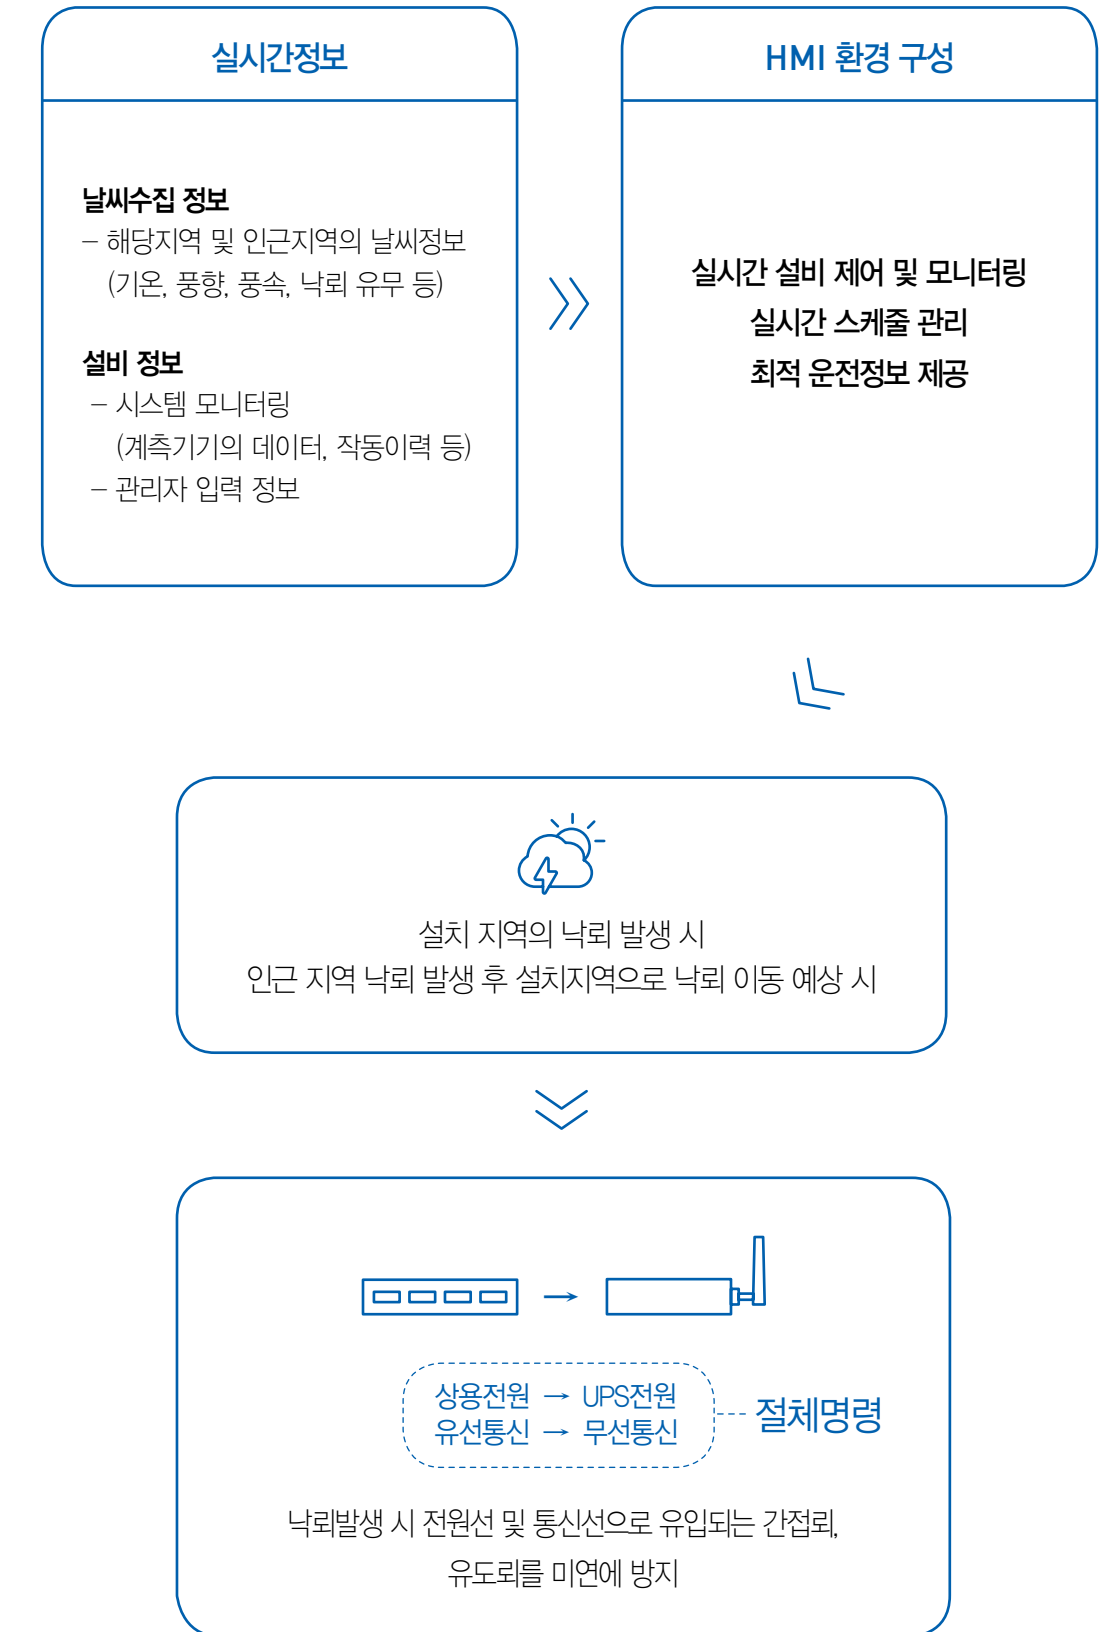 실시간정보
날씨수집 정보
– 해당지역 및 인근지역의 날씨정보
(기온, 풍향, 풍속, 낙뢰 유무 등)
설비 정보
– 시스템 모니터링
(계측기기의 데이터, 작동이력 등)
– 관리자 입력 정보
HMI 환경 구성
실시간 설비 제어 및 모니터링
실시간 스케줄 관리
최적 운전정보 제공
설치 지역의 낙뢰 발생 시
인근 지역 낙뢰 발생 후 설치지역으로 낙뢰 이동 예상 시
상용전원 → UPS전원
유선통신 → 무선통신
절체명령
낙뢰발생 시 전원선 및 통신선으로 유입되는 간접뢰,
유도뢰를 미연에 방지